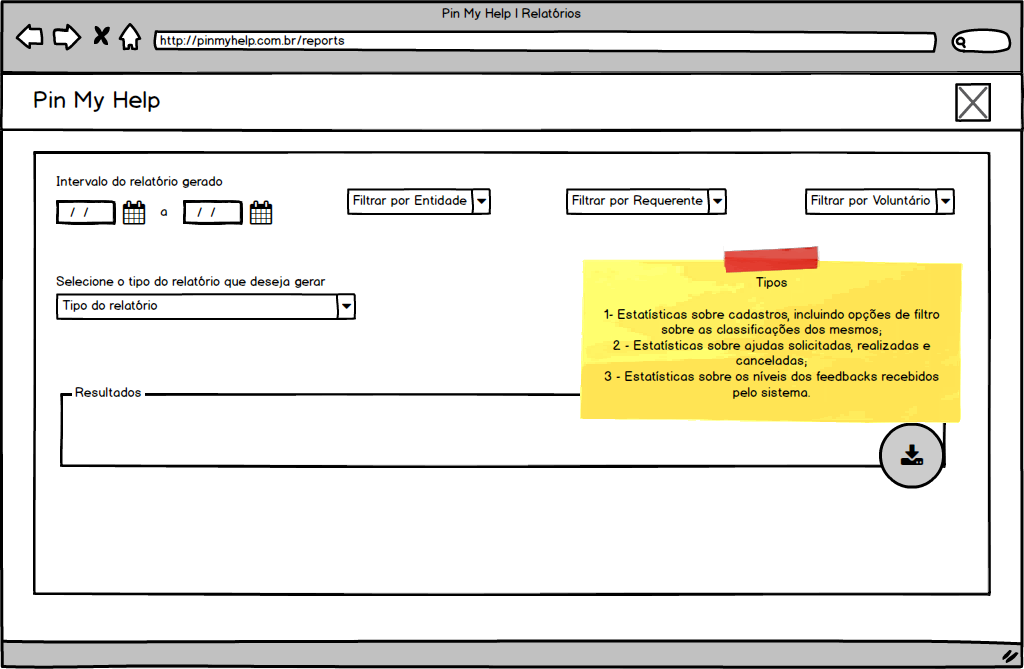 Pin My Help | Relatórios
http://pinmyhelp.com.br/reports
Pin My Help
Intervalo do relatório gerado
/ / a / /
Filtrar por Entidade
Filtrar por Requerente
Filtrar por Voluntário
Selecione o tipo do relatório que deseja gerar
Tipo do relatório
Tipos
1- Estatísticas sobre cadastros, incluindo opções de filtro
sobre as classificações dos mesmos;
2 - Estatísticas sobre ajudas solicitadas, realizadas e
canceladas;
3 - Estatísticas sobre os níveis dos feedbacks recebidos
pelo sistema.
Resultados